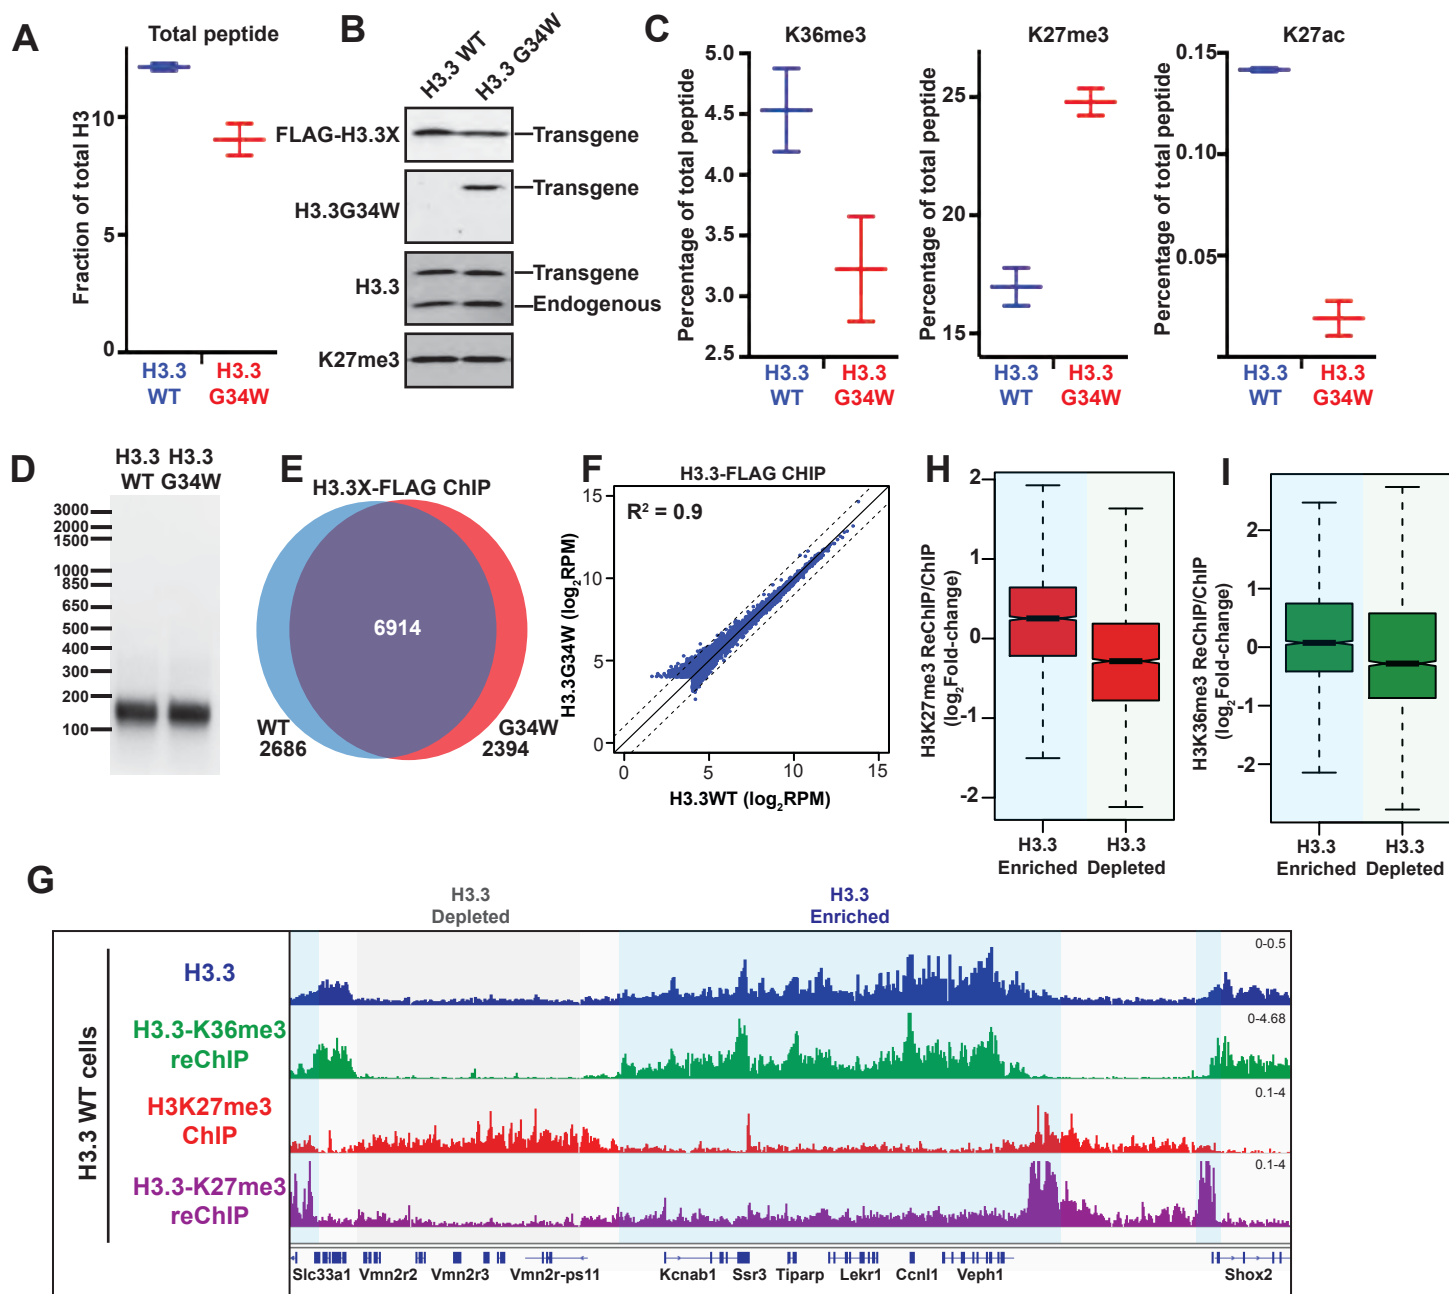 A
Total peptide
Fraction of total H3
10
5
0
H3.3 WT
H3.3 G34W
B
H3.3 WT
H3.3 G34W
FLAG-H3.3X
Transgene
H3.3G34W
Transgene
H3.3
Transgene
Endogenous
K27me3
C
K36me3
Percentage of total peptide
5.0
4.5
4.0
3.5
3.0
2.5
H3.3 WT
H3.3 G34W
K27me3
Percentage of total peptide
25
20
15
H3.3 WT
H3.3 G34W
K27ac
Percentage of total peptide
0.15
0.10
0.05
H3.3 WT
H3.3 G34W
D
H3.3 H3.3
WT G34W
3000
2000
1500
1000
850
650
500
400
300
200
100
E
H3.3X-FLAG ChIP
6914
WT
2686
G34W
2394
F
H3.3-FLAG CHIP
R² = 0.9
H3.3G34W (log₂RPM)
15
10
5
0
0 5 10 15
H3.3WT (log₂RPM)
H
H3K27me3 ReChIP/ChIP
(log₂Fold-change)
2
1
0
-1
-2
H3.3 Enriched
H3.3 Depleted
I
H3K36me3 ReChIP/ChIP
(log₂Fold-change)
2
1
0
-1
-2
H3.3 Enriched
H3.3 Depleted
G
H3.3
Depleted
H3.3
Enriched
H3.3 WT cells
H3.3
0-0.5
H3.3-K36me3
reChIP
0-4.68
H3K27me3
ChIP
0.1-4
H3.3-K27me3
reChIP
0.1-4
Slc33a1 Vmn2r2 Vmn2r3 Vmn2r-ps11 Kcnab1 Ssr3 Tiparp Lekr1 Ccnl1 Veph1 Shox2